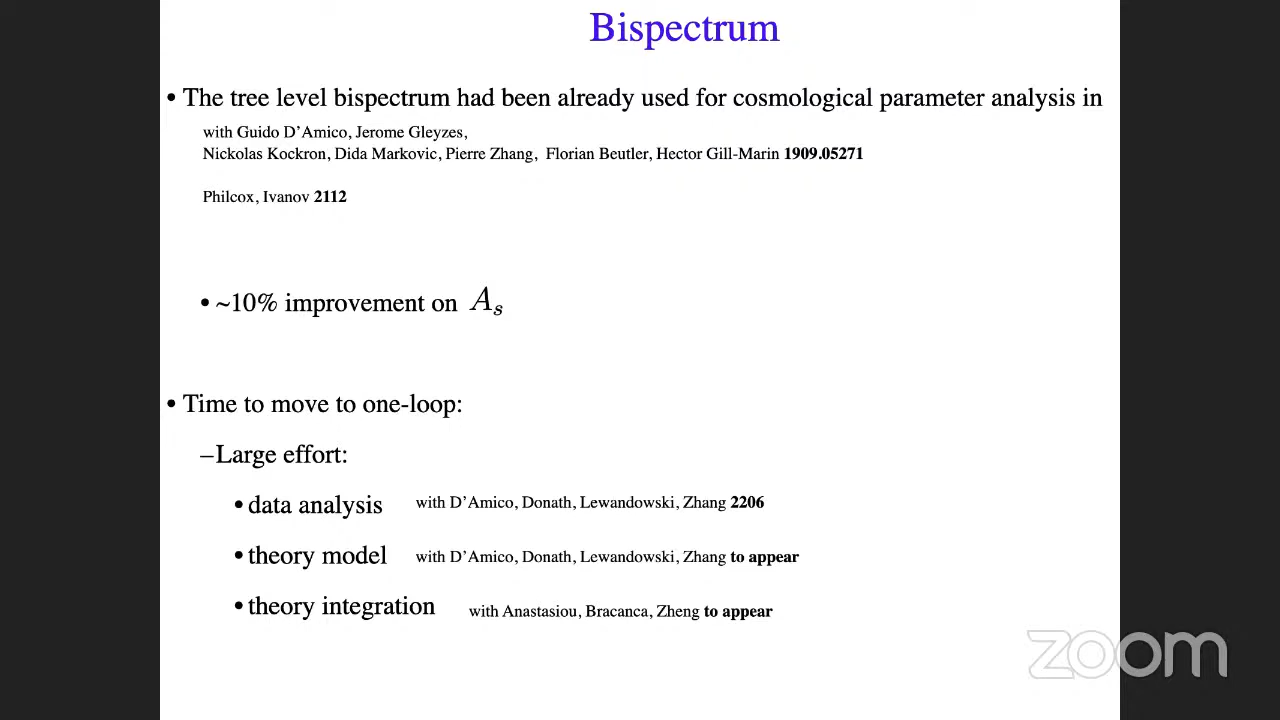 Bispectrum
• The tree level bispectrum had been already used for cosmological parameter analysis in
with Guido D’Amico, Jerome Gleyzes,
Nickolas Kockron, Dida Markovic, Pierre Zhang, Florian Beutler, Hector Gill-Marin 1909.05271
Philcox, Ivanov 2112
• ~10% improvement on A_s
• Time to move to one-loop:
–Large effort:
• data analysis with D’Amico, Donath, Lewandowski, Zhang 2206
• theory model with D’Amico, Donath, Lewandowski, Zhang to appear
• theory integration with Anastasiou, Bracanca, Zheng to appear
zoom